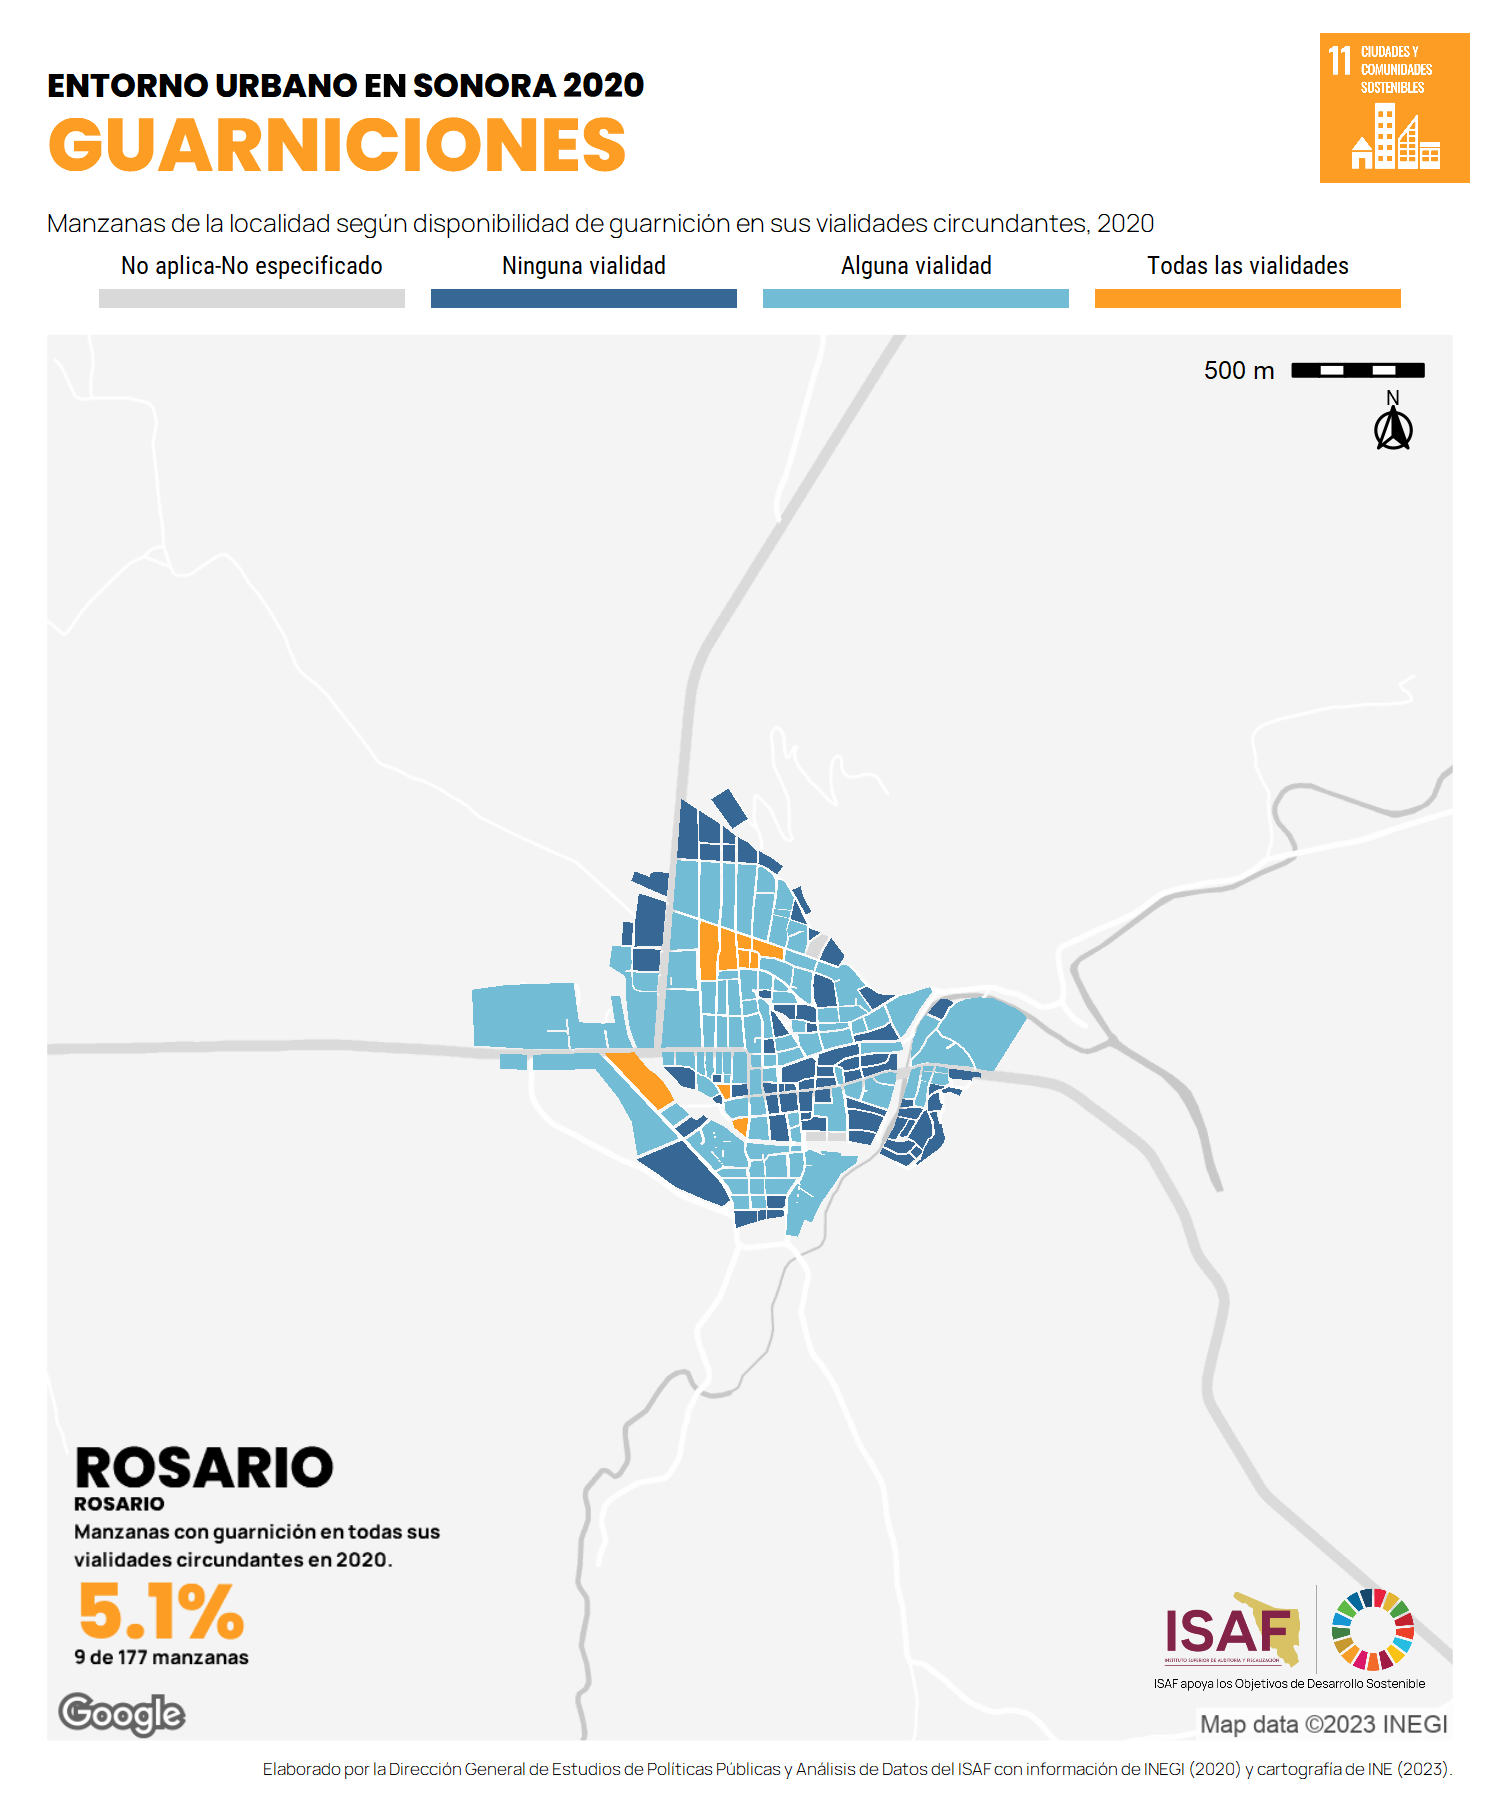 ENTORNO URBANO EN SONORA 2020
GUARNICIONES
11 CIUDADES Y
COMUNIDADES
SOSTENIBLES
Manzanas de la localidad según disponibilidad de guarnición en sus vialidades circundantes, 2020
No aplica-No especificado
Ninguna vialidad
Alguna vialidad
Todas las vialidades
500 m
N
ROSARIO
ROSARIO
Manzanas con guarnición en todas sus
vialidades circundantes en 2020.
5.1%
9 de 177 manzanas
Google
ISAF
INSTITUTO SUPERIOR DE AUDITORÍA Y FISCALIZACIÓN
ISAF apoya los Objetivos de Desarrollo Sostenible
Map data ©2023 INEGI
Elaborado por la Dirección General de Estudios de Políticas Públicas y Análisis de Datos del ISAF con información de INEGI (2020) y cartografía de INE (2023).